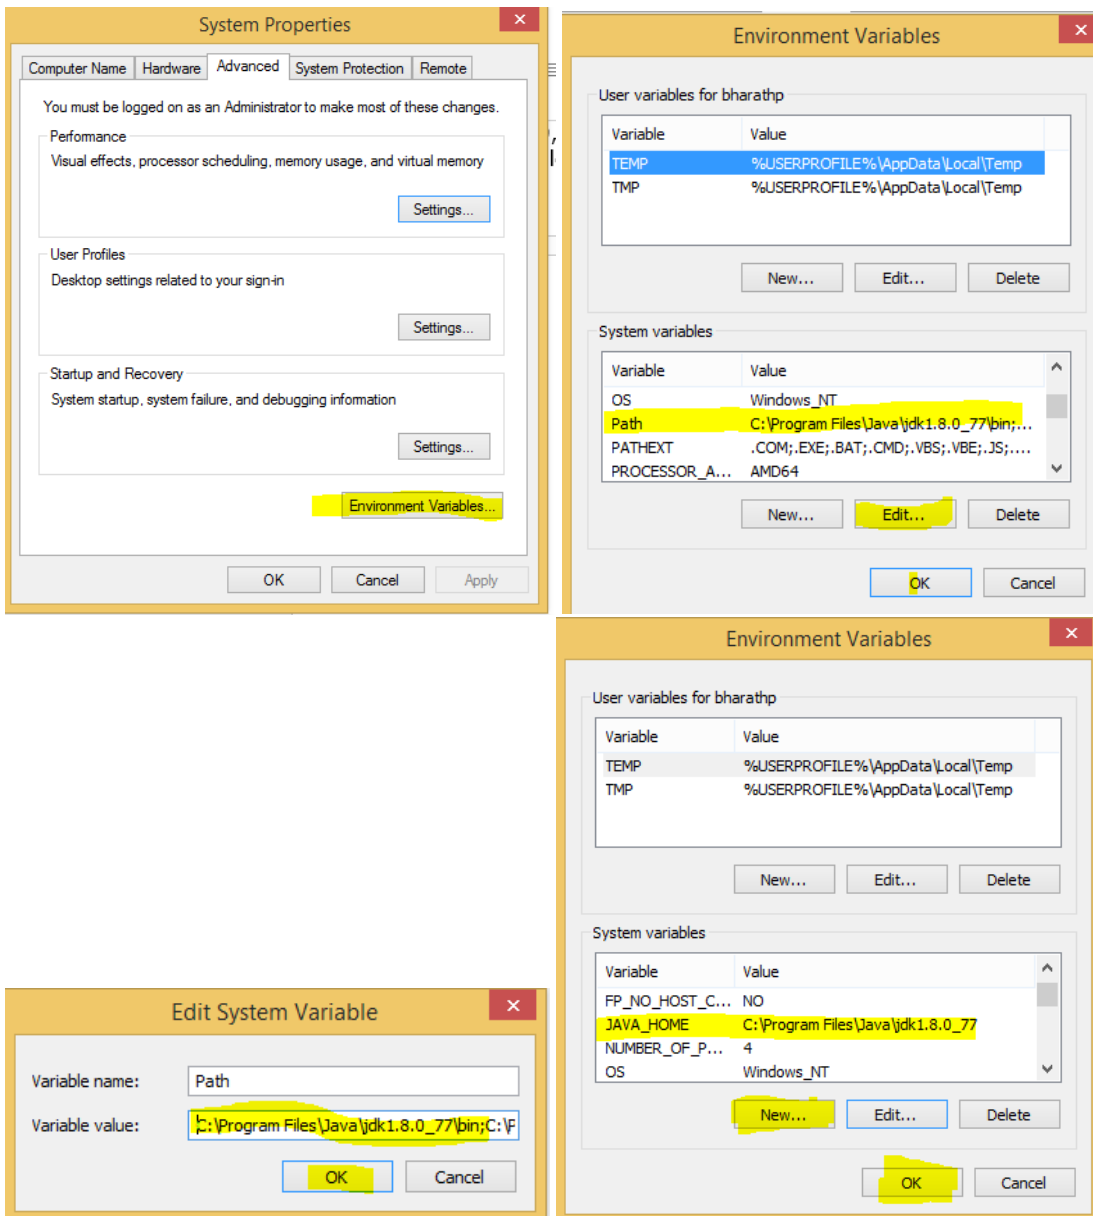 System Properties
Computer Name Hardware Advanced System Protection Remote
You must be logged on as an Administrator to make most of these changes.
Performance
Visual effects, processor scheduling, memory usage, and virtual memory
Settings...
User Profiles
Desktop settings related to your sign-in
Settings...
Startup and Recovery
System startup, system failure, and debugging information
Settings...
Environment Variables...
OK Cancel Apply
Environment Variables
User variables for bharathp
Variable Value
TEMP %USERPROFILE%\AppData\Local\Temp
TMP %USERPROFILE%\AppData\Local\Temp
New... Edit... Delete
System variables
Variable Value
OS Windows_NT
Path C:\Program Files\Java\jdk1.8.0_77\bin;...
PATHEXT .COM;.EXE;.BAT;.CMD;.VBS;.VBE;.JS;....
PROCESSOR_A... AMD64
New... Edit... Delete
OK Cancel
Edit System Variable
Variable name: Path
Variable value: C:\Program Files\Java\jdk1.8.0_77\bin;C:\P
OK Cancel
Environment Variables
User variables for bharathp
Variable Value
TEMP %USERPROFILE%\AppData\Local\Temp
TMP %USERPROFILE%\AppData\Local\Temp
New... Edit... Delete
System variables
Variable Value
FP_NO_HOST_C... NO
JAVA_HOME C:\Program Files\Java\jdk1.8.0_77
NUMBER_OF_P... 4
OS Windows_NT
New... Edit... Delete
OK Cancel